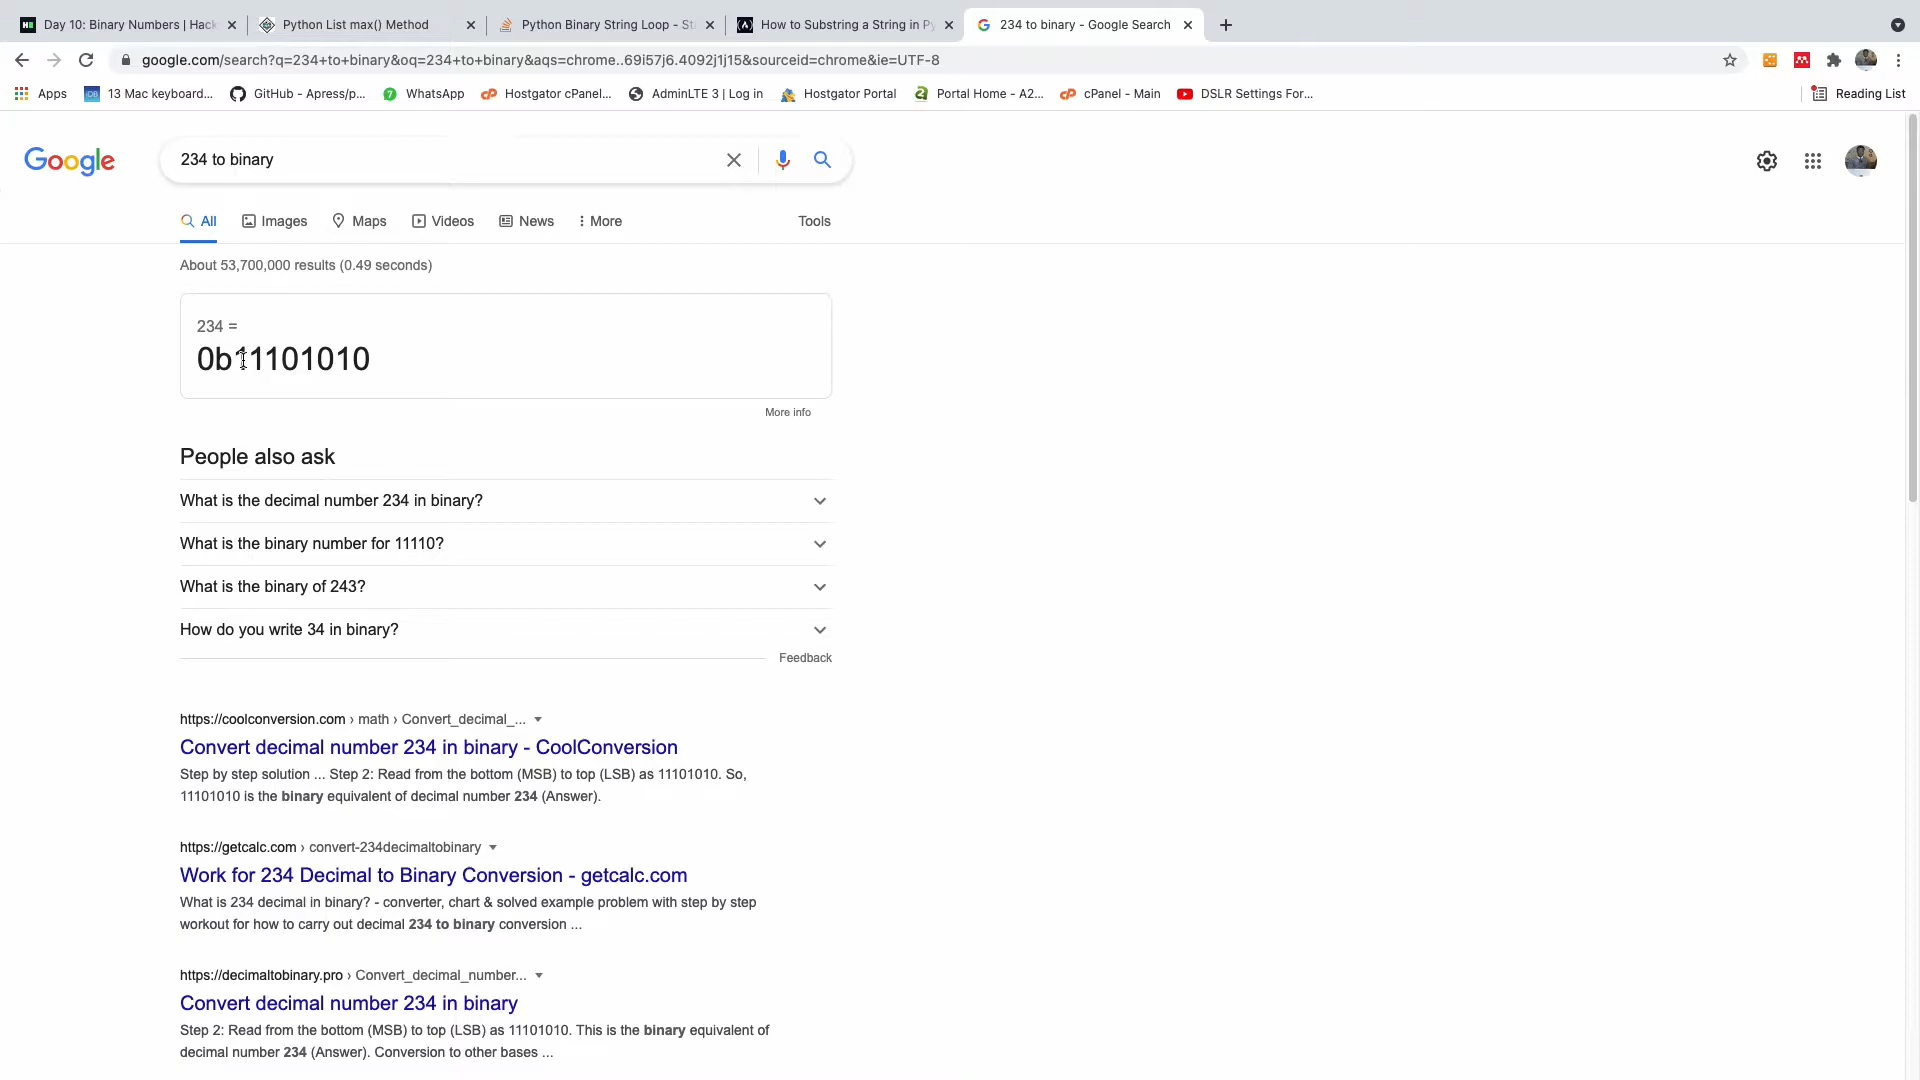 Day 10: Binary Numbers | Hack
Python List max() Method
Python Binary String Loop - St
How to Substring a String in Py
234 to binary - Google Search
google.com/search?q=234+to+binary&oq=234+to+binary&aqs=chrome..69i57j6.4092j1j15&sourceid=chrome&ie=UTF-8
Apps
13 Mac keyboard...
GitHub - Apress/p...
WhatsApp
Hostgator cPanel...
AdminLTE 3 | Log in
Hostgator Portal
Portal Home - A2...
cPanel - Main
DSLR Settings For...
Reading List
Google
234 to binary
All
Images
Maps
Videos
News
More
Tools
About 53,700,000 results (0.49 seconds)
234 =
0b11101010
More info
People also ask
What is the decimal number 234 in binary?
What is the binary number for 11110?
What is the binary of 243?
How do you write 34 in binary?
Feedback
https://coolconversion.com › math › Convert_decimal_...
Convert decimal number 234 in binary - CoolConversion
Step by step solution ... Step 2: Read from the bottom (MSB) to top (LSB) as 11101010. So,
11101010 is the binary equivalent of decimal number 234 (Answer).
https://getcalc.com › convert-234decimaltobinary
Work for 234 Decimal to Binary Conversion - getcalc.com
What is 234 decimal in binary? - converter, chart & solved example problem with step by step
workout for how to carry out decimal 234 to binary conversion ...
https://decimaltobinary.pro › Convert_decimal_number...
Convert decimal number 234 in binary
Step 2: Read from the bottom (MSB) to top (LSB) as 11101010. This is the binary equivalent of
decimal number 234 (Answer). Conversion to other bases ...